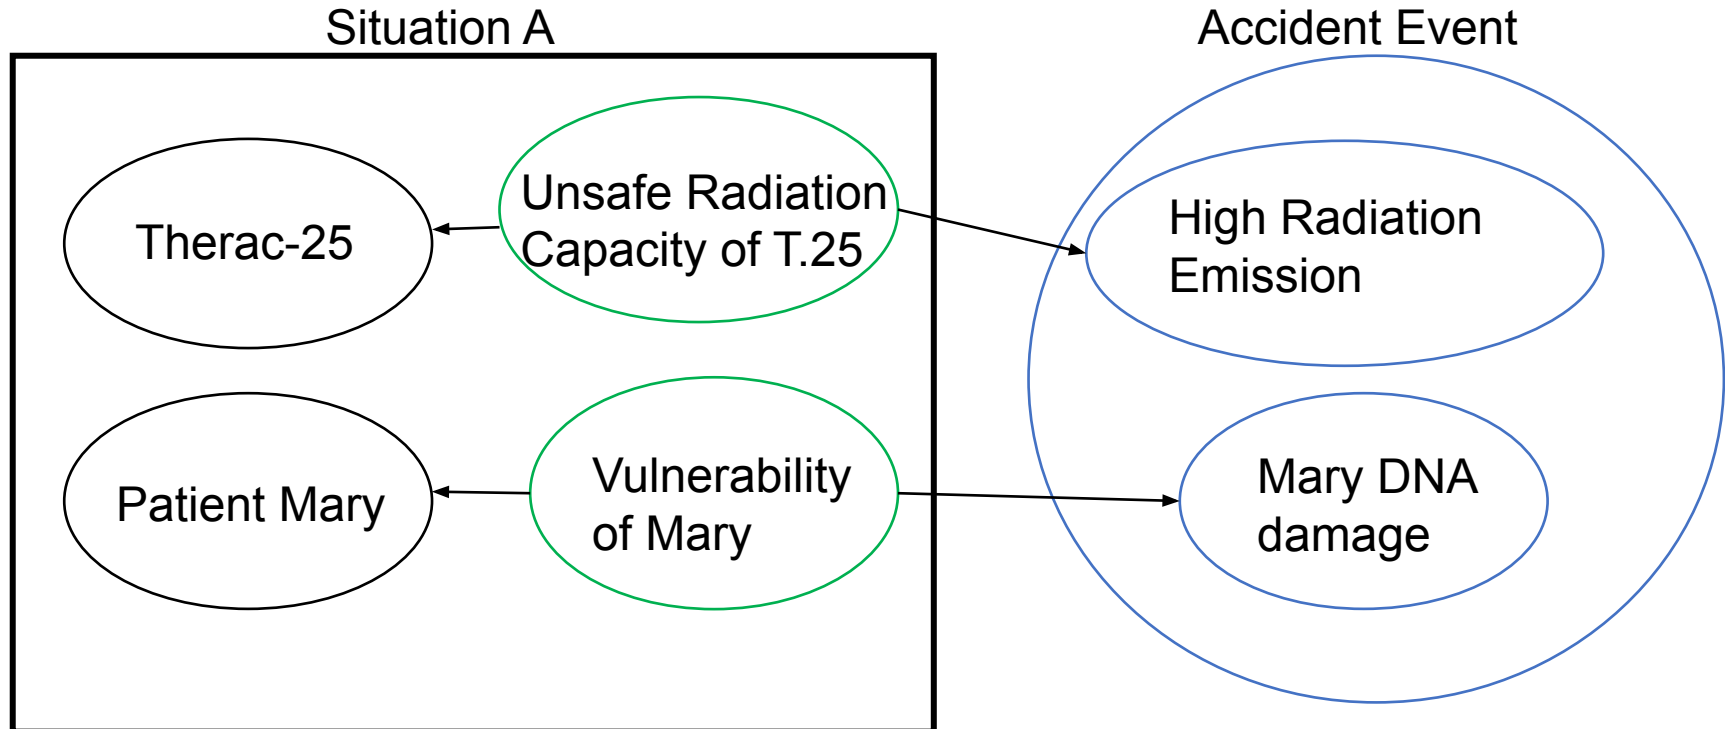 Situation A
Accident Event
Therac-25
Unsafe Radiation
Capacity of T.25
High Radiation
Emission
Patient Mary
Vulnerability
of Mary
Mary DNA
damage